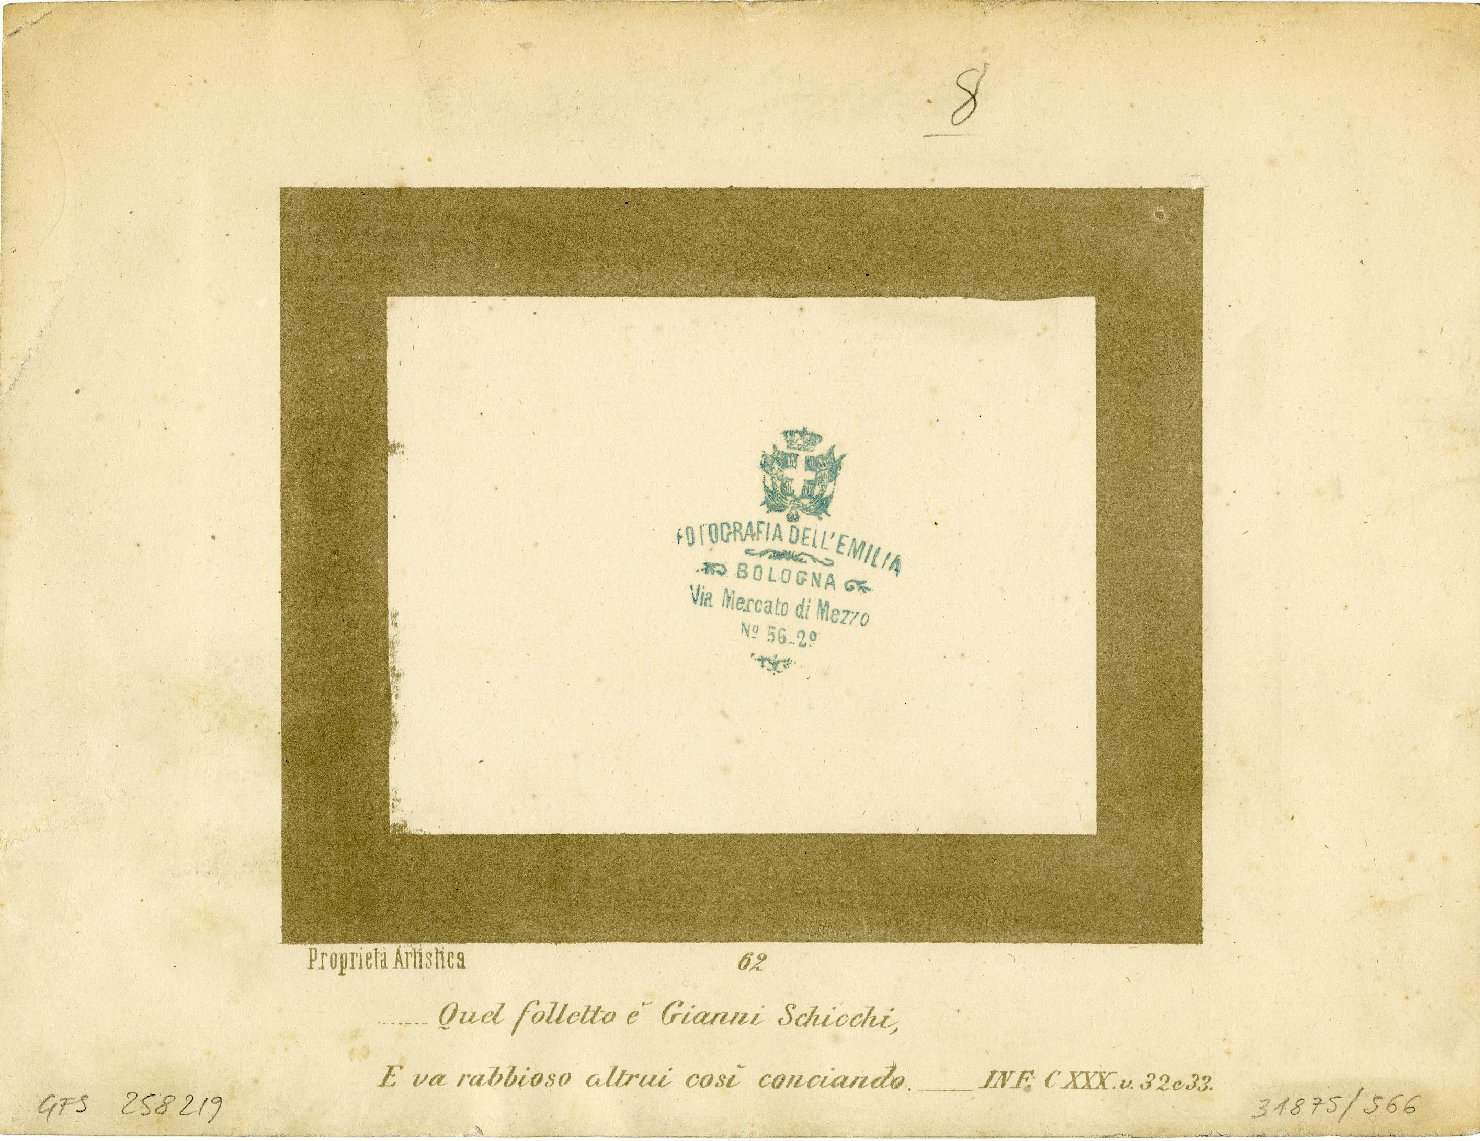 8
FOTOGRAFIA DELL'EMILIA
BOLOGNA
Via Mercato di Mezzo
Nº 56-2º
Proprietà Artistica
62
..... Quel folletto è Gianni Schicchi,
E va rabbioso altrui così conciando. ___ INF. C XXX. v. 32 e 33.
GFS 258219
31875/566